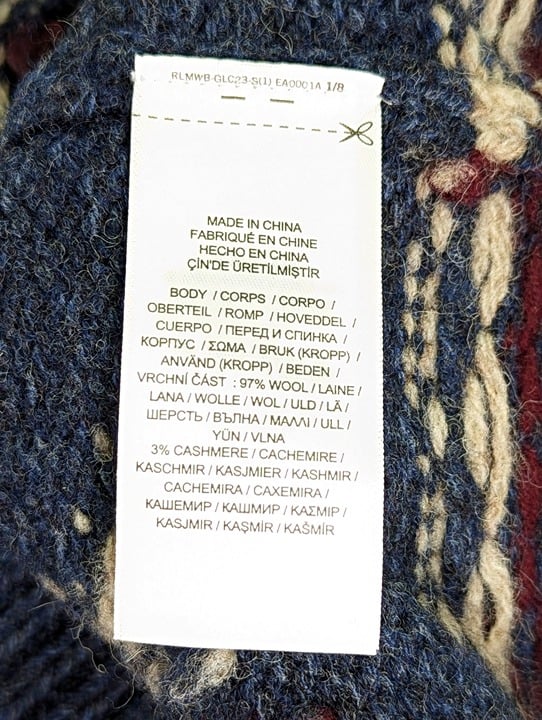 RLMWB-GLC23-S(1) EA0001A 1/8
MADE IN CHINA
FABRIQUÉ EN CHINE
HECHO EN CHINA
ÇİN'DE ÜRETİLMİŞTİR
BODY / CORPS / CORPO /
OBERTEIL / ROMP / HOVEDDEL /
CUERPO / ПЕРЕД И СПИНКА /
КОРПУС / ΣΩΜΑ / BRUK (KROPP) /
ANVÄND (KROPP) / BEDEN /
VRCHNÍ ČÁST : 97% WOOL / LAINE /
LANA / WOLLE / WOL / ULD / LÃ /
ШЕРСТЬ / ВЪЛНА / ΜΑΛΛΙ / ULL /
YÜN / VLNA
3% CASHMERE / CACHEMIRE /
KASCHMIR / KASJMIER / KASHMIR /
CACHEMIRA / CAXEMIRA /
КАШЕМИР / КАШМИР / ΚΑΣΜΙΡ /
KASJMIR / KAŞMİR / KAŠMÍR